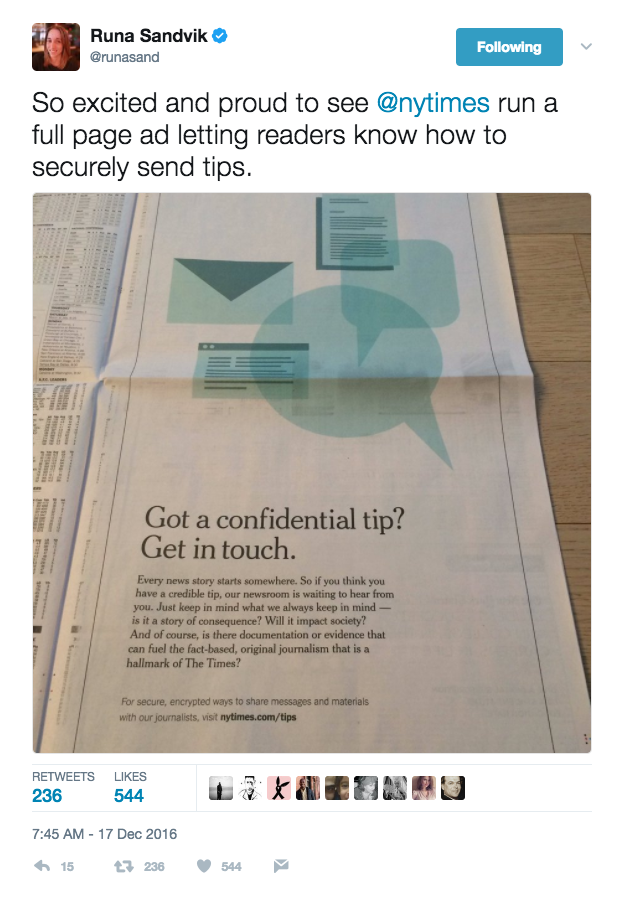 Runa Sandvik
@runasand
Following
So excited and proud to see @nytimes run a
full page ad letting readers know how to
securely send tips.
Got a confidential tip?
Get in touch.
Every news story starts somewhere. So if you think you
have a credible tip, our newsroom is waiting to hear from
you. Just keep in mind what we always keep in mind —
is it a story of consequence? Will it impact society?
And of course, is there documentation or evidence that
can fuel the fact-based, original journalism that is a
hallmark of The Times?
For secure, encrypted ways to share messages and materials
with our journalists, visit nytimes.com/tips
RETWEETS LIKES
236 544
7:45 AM - 17 Dec 2016
15 236 544